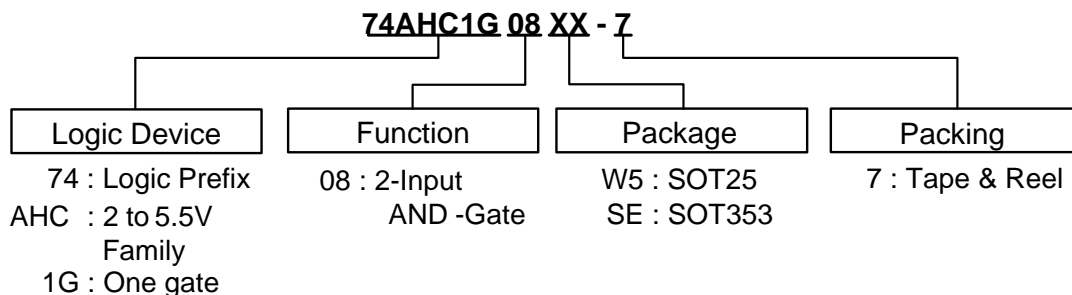 74AHC1G 08 XX - 7
Logic Device
74 : Logic Prefix
AHC : 2 to 5.5V
Family
1G : One gate
Function
08 : 2-Input
AND -Gate
Package
W5 : SOT25
SE : SOT353
Packing
7 : Tape & Reel